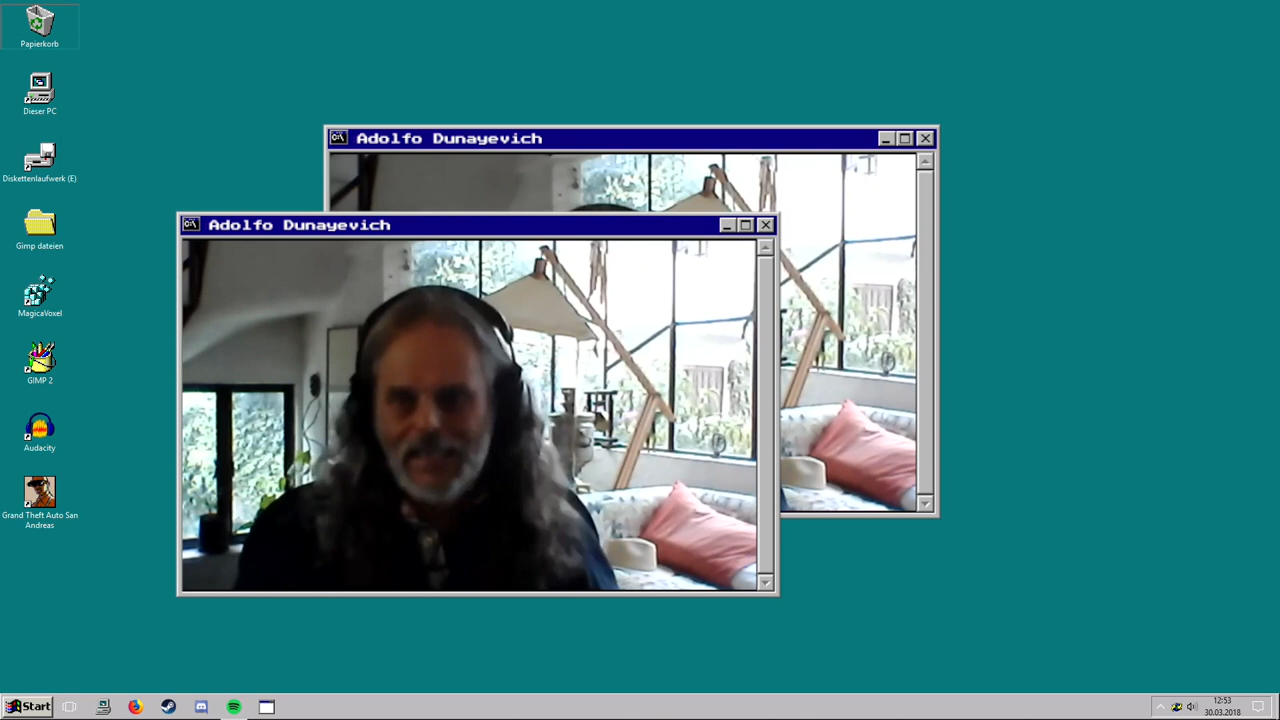 Papierkorb
Dieser PC
Diskettenlaufwerk (E)
Gimp dateien
MagicaVoxel
GIMP 2
Audacity
Grand Theft Auto San
Andreas
C:\ Adolfo Dunayevich
C:\ Adolfo Dunayevich
Start
12:53
30.03.2018